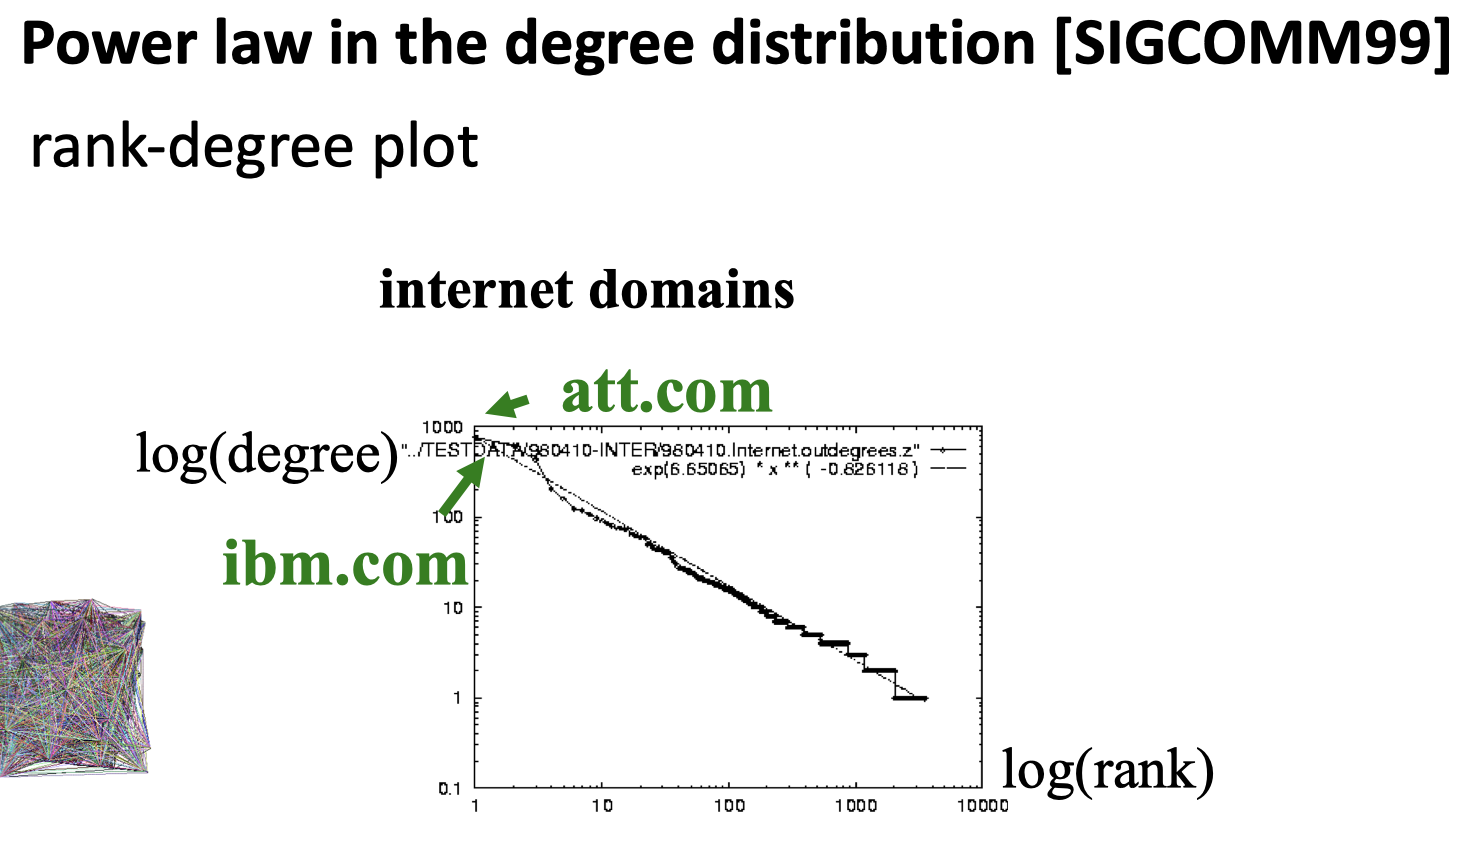 Power law in the degree distribution [SIGCOMM99]
rank-degree plot
internet domains
att.com
log(degree)
ibm.com
"../TESTDATA/980410-INTER/980410.Internet.outdegrees.z"
exp(6.65065) * x ** ( -0.826118)
1000
100
10
1
0.1
1 10 100 1000 10000
log(rank)